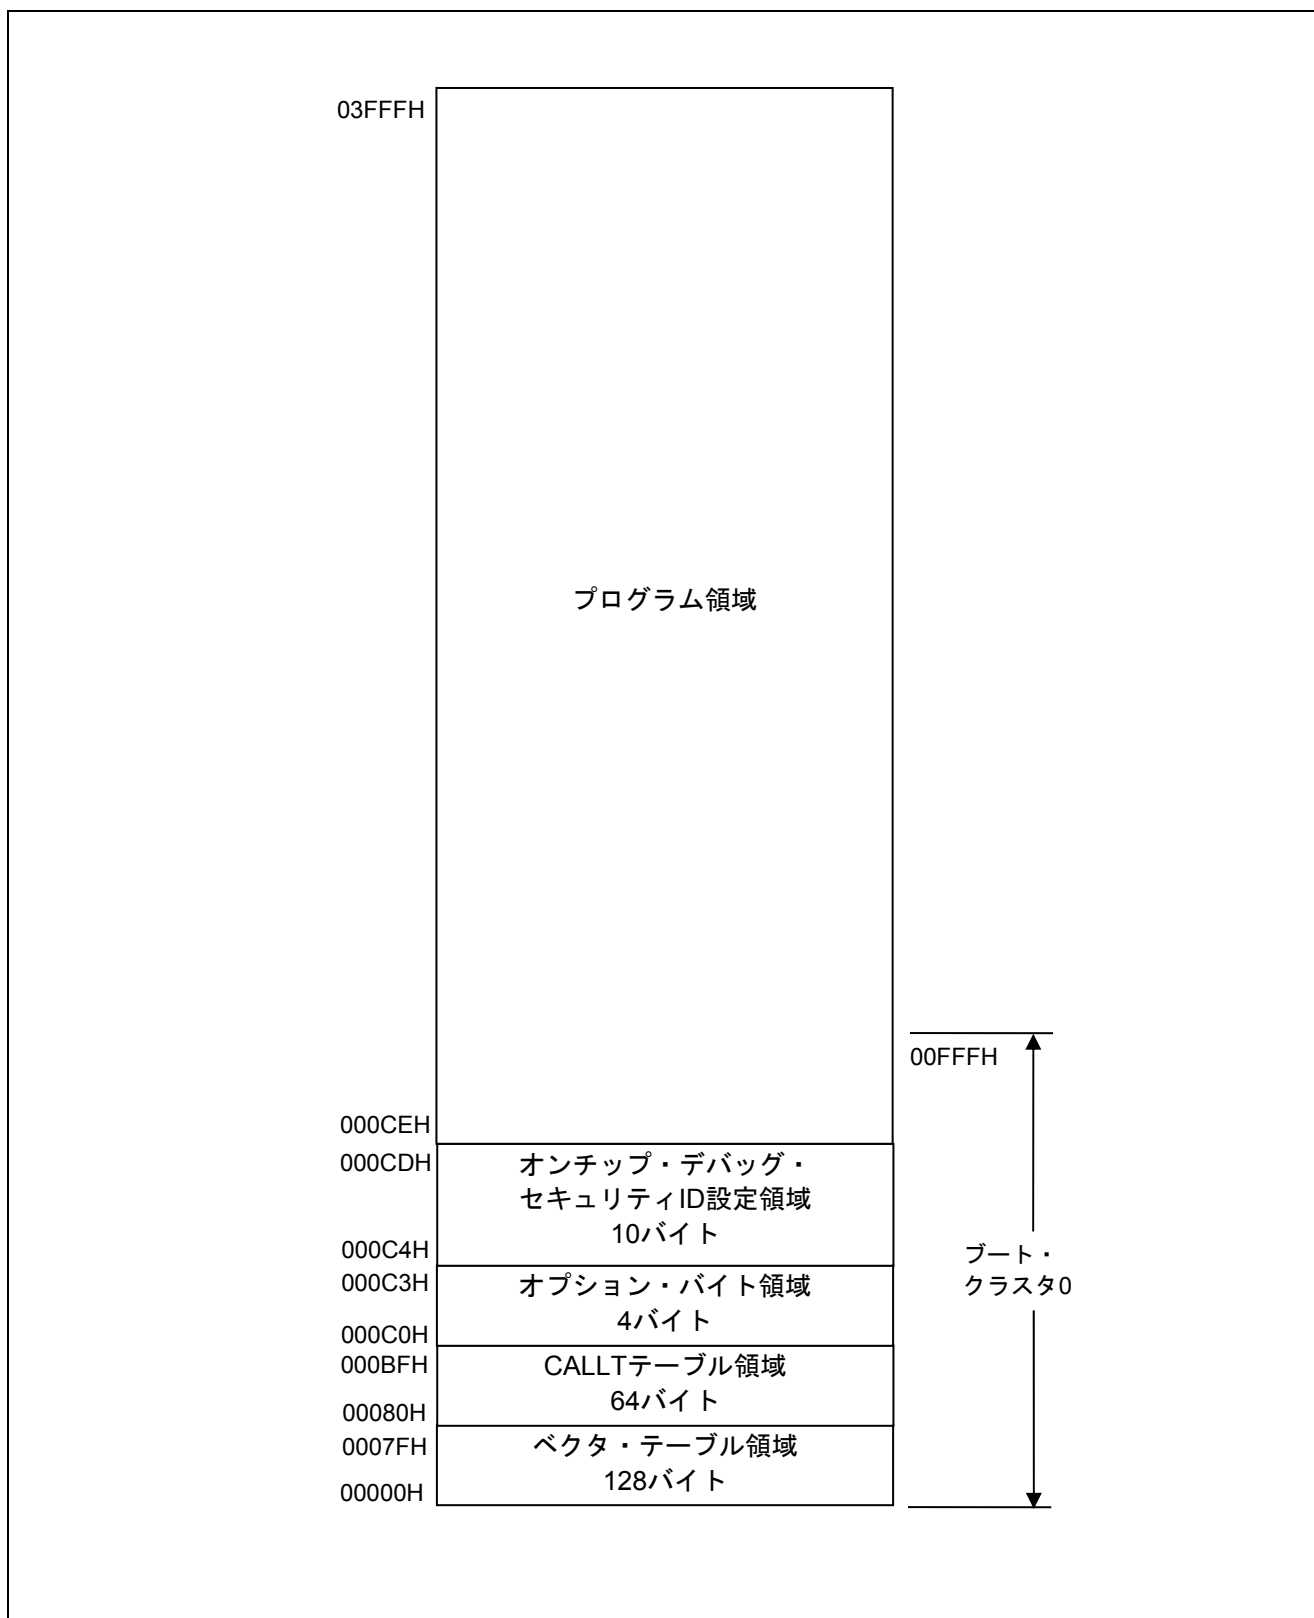 03FFFH
プログラム領域
00FFFH
000CEH
000CDH
オンチップ・デバッグ・
セキュリティID設定領域
10バイト
000C4H
ブート・
クラスタ0
000C3H
オプション・バイト領域
4バイト
000C0H
000BFH
CALLTテーブル領域
64バイト
00080H
0007FH
ベクタ・テーブル領域
128バイト
00000H